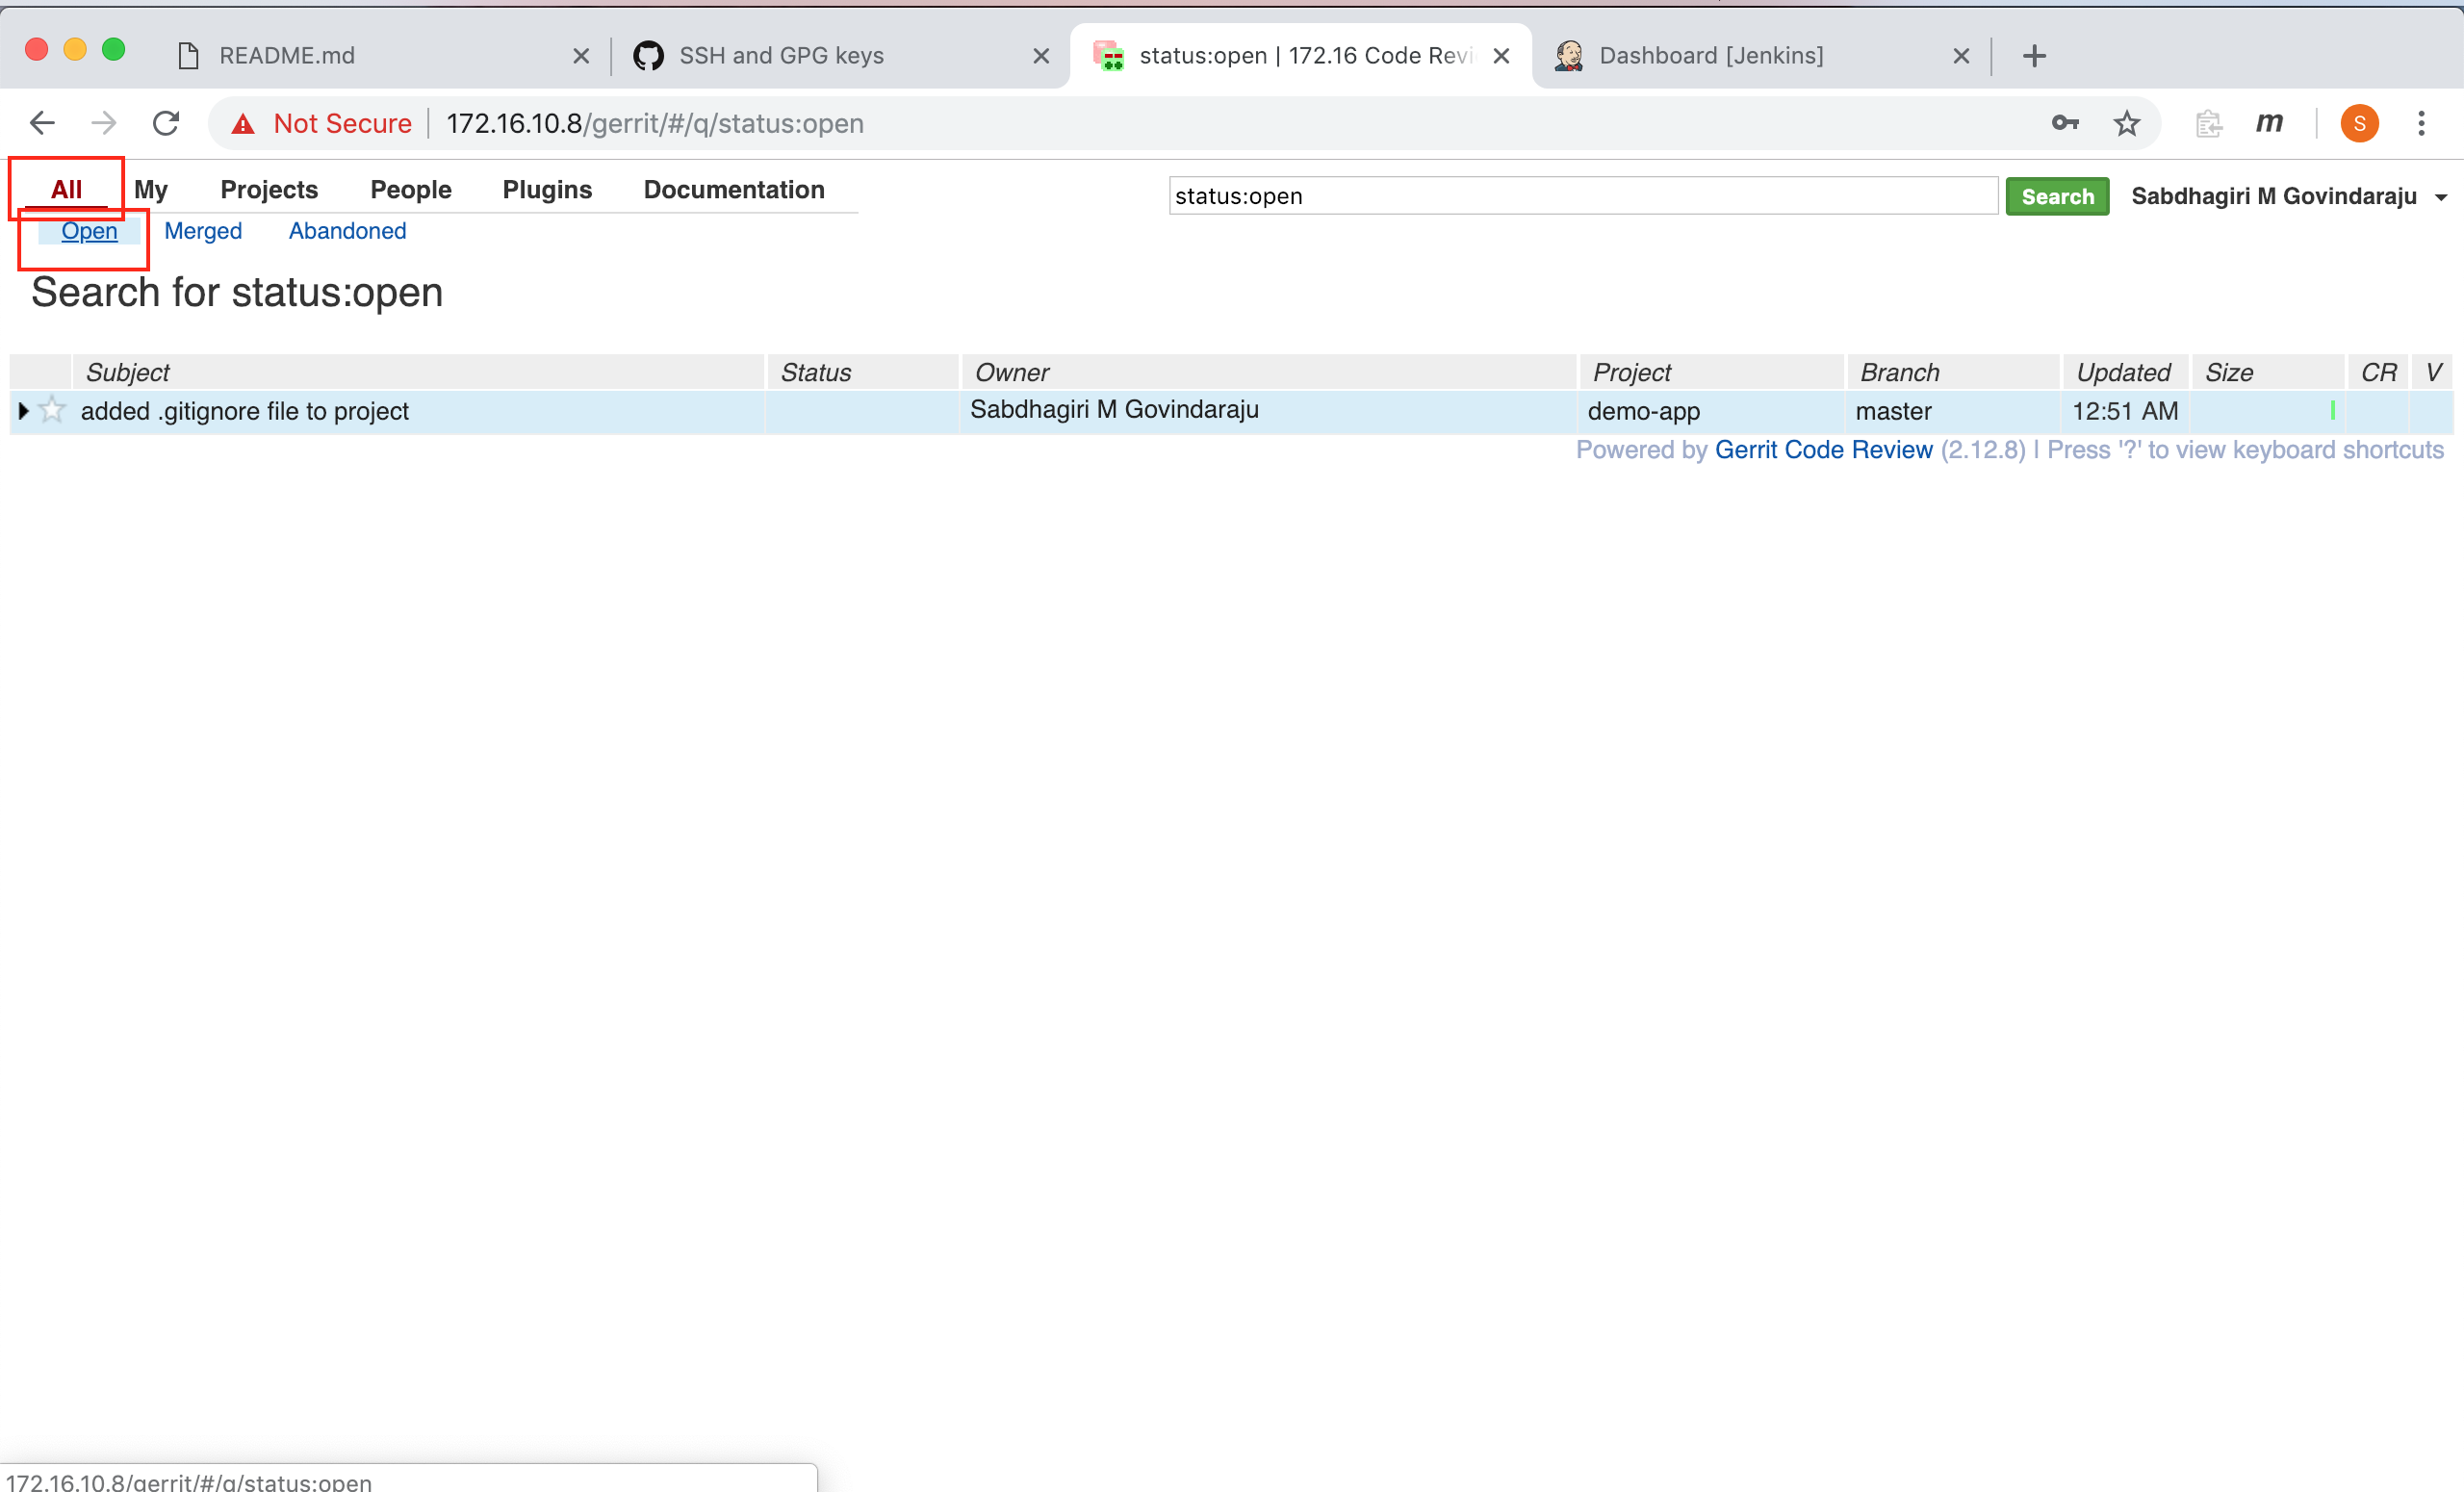 README.md
SSH and GPG keys
status:open | 172.16 Code Revi
Dashboard [Jenkins]
Not Secure 172.16.10.8/gerrit/#/q/status:open
m
S
All My Projects People Plugins Documentation
status:open Search Sabdhagiri M Govindaraju
Open Merged Abandoned
Search for status:open
Subject Status Owner Project Branch Updated Size CR V
added .gitignore file to project Sabdhagiri M Govindaraju demo-app master 12:51 AM
Powered by Gerrit Code Review (2.12.8) | Press '?' to view keyboard shortcuts
172.16.10.8/gerrit/#/q/status:open